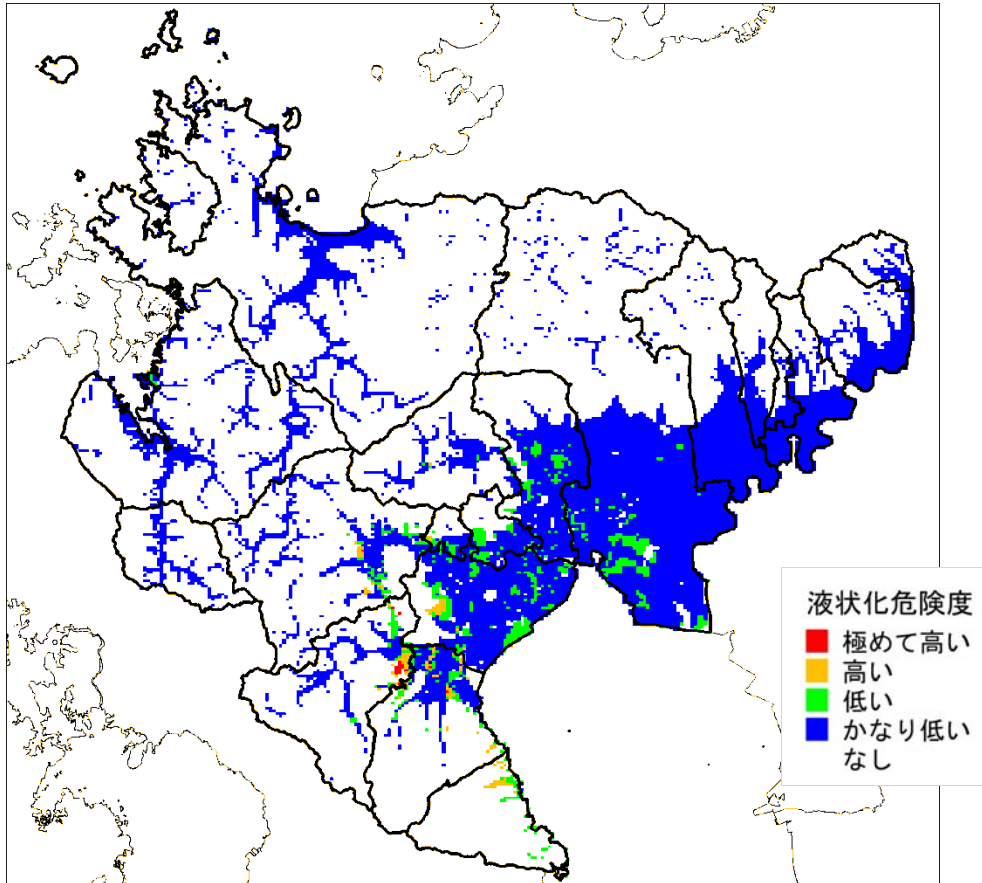 液状化危険度
極めて高い
高い
低い
かなり低い
なし